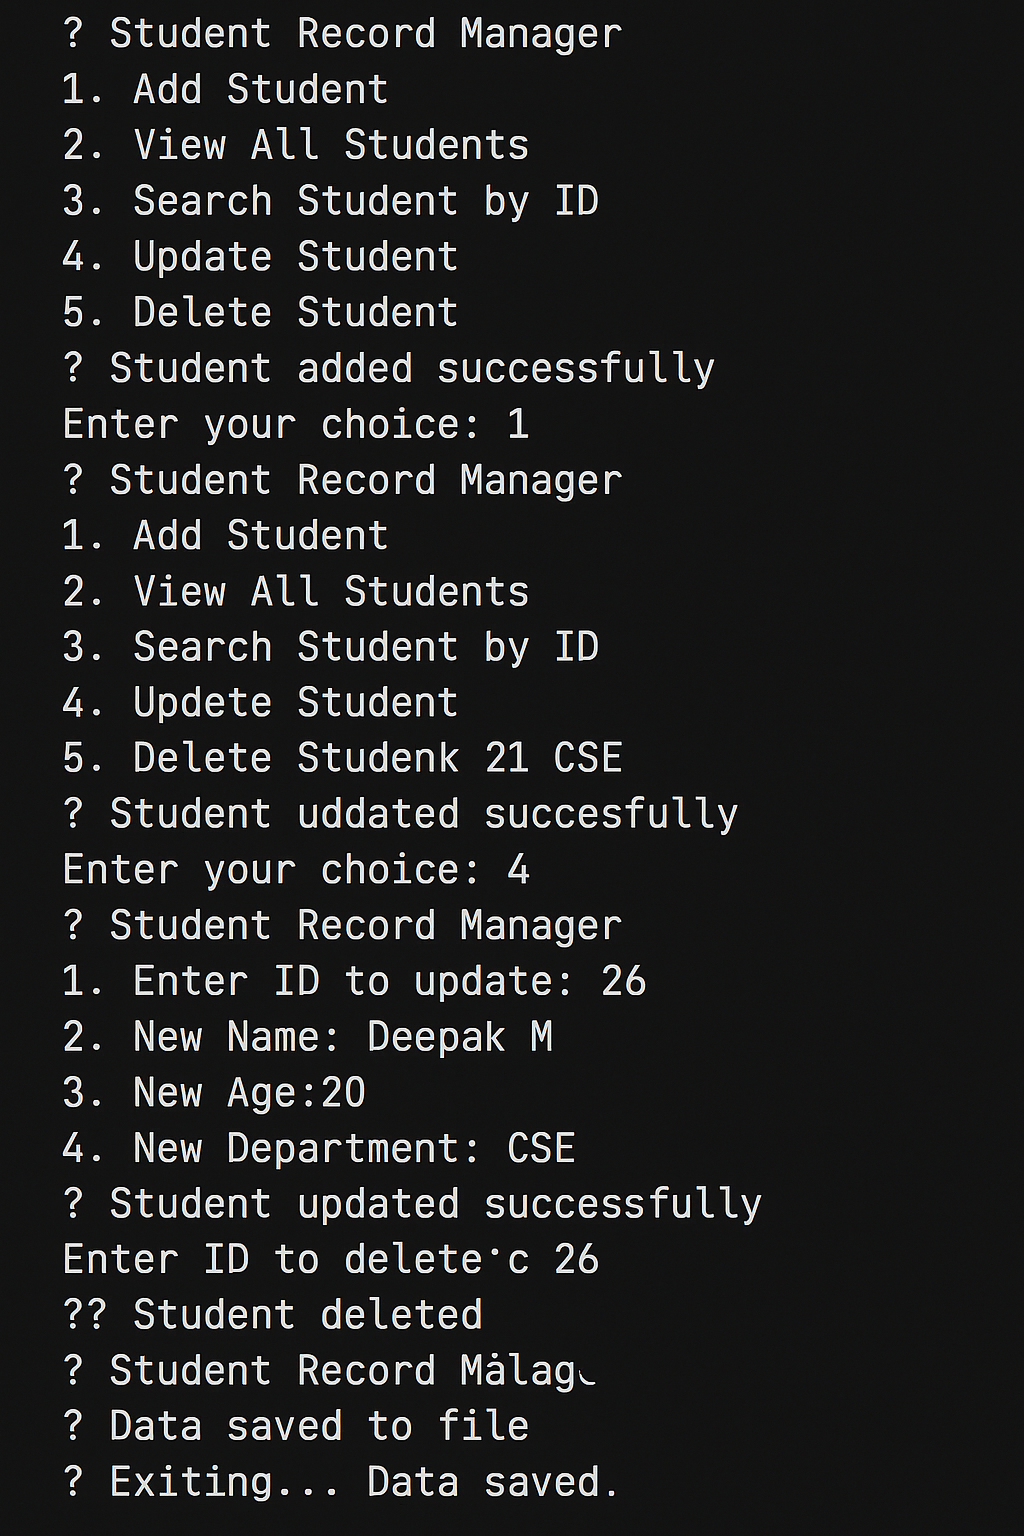 ? Student Record Manager
1. Add Student
2. View All Students
3. Search Student by ID
4. Update Student
5. Delete Student
? Student added successfully
Enter your choice: 1
? Student Record Manager
1. Add Student
2. View All Students
3. Search Student by ID
4. Updete Student
5. Delete Studenk 21 CSE
? Student uddated succesfully
Enter your choice: 4
? Student Record Manager
1. Enter ID to update: 26
2. New Name: Deepak M
3. New Age:20
4. New Department: CSE
? Student updated successfully
Enter ID to delete˙c 26
?? Student deleted
? Student Record
? Data saved to file
? Exiting... Data saved.